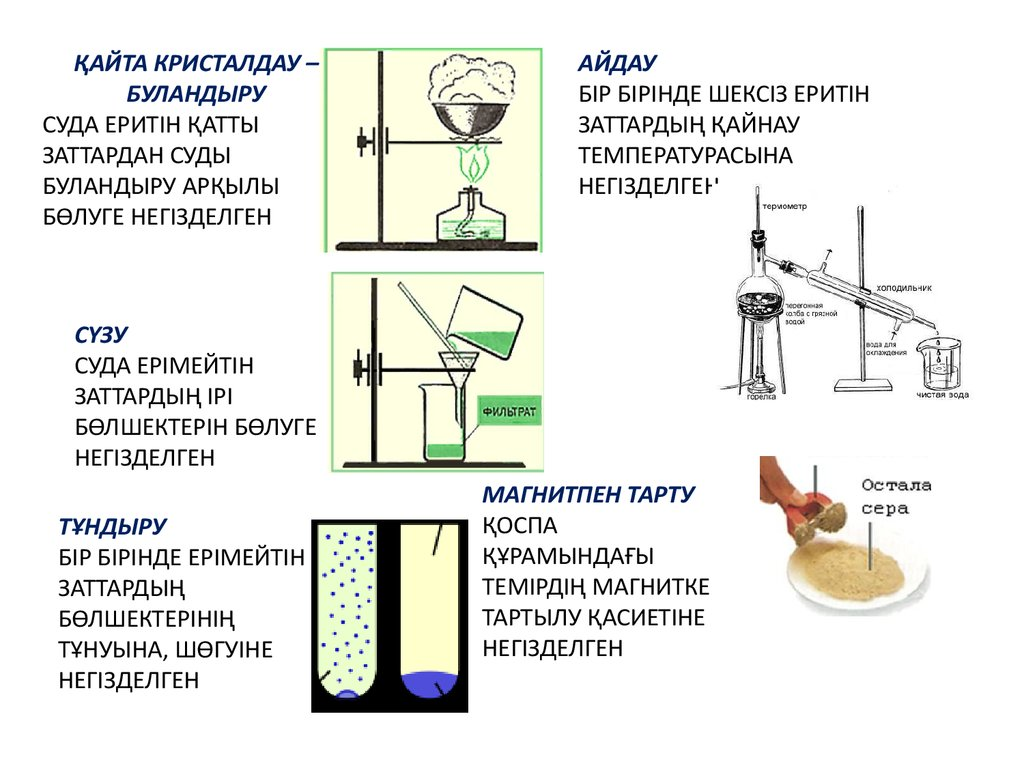 ҚАЙТА КРИСТАЛДАУ –
БУЛАНДЫРУ
СУДА ЕРИТІН ҚАТТЫ
ЗАТТАРДАН СУДЫ
БУЛАНДЫРУ АРҚЫЛЫ
БӨЛУГЕ НЕГІЗДЕЛГЕН
АЙДАУ
БІР БІРІНДЕ ШЕКСІЗ ЕРИТІН
ЗАТТАРДЫҢ ҚАЙНАУ
ТЕМПЕРАТУРАСЫНА
НЕГІЗДЕЛГЕН
термометр
холодильник
перегонная
колба с грязной
водой
вода для
охлаждения
горелка
чистая вода
СҮЗУ
СУДА ЕРІМЕЙТІН
ЗАТТАРДЫҢ ІРІ
БӨЛШЕКТЕРІН БӨЛУГЕ
НЕГІЗДЕЛГЕН
ФИЛЬТРАТ
ТҰНДЫРУ
БІР БІРІНДЕ ЕРІМЕЙТІН
ЗАТТАРДЫҢ
БӨЛШЕКТЕРІНІҢ
ТҰНУЫНА, ШӨГУІНЕ
НЕГІЗДЕЛГЕН
МАГНИТПЕН ТАРТУ
ҚОСПА
ҚҰРАМЫНДАҒЫ
ТЕМІРДІҢ МАГНИТКЕ
ТАРТЫЛУ ҚАСИЕТІНЕ
НЕГІЗДЕЛГЕН
Остала
сера